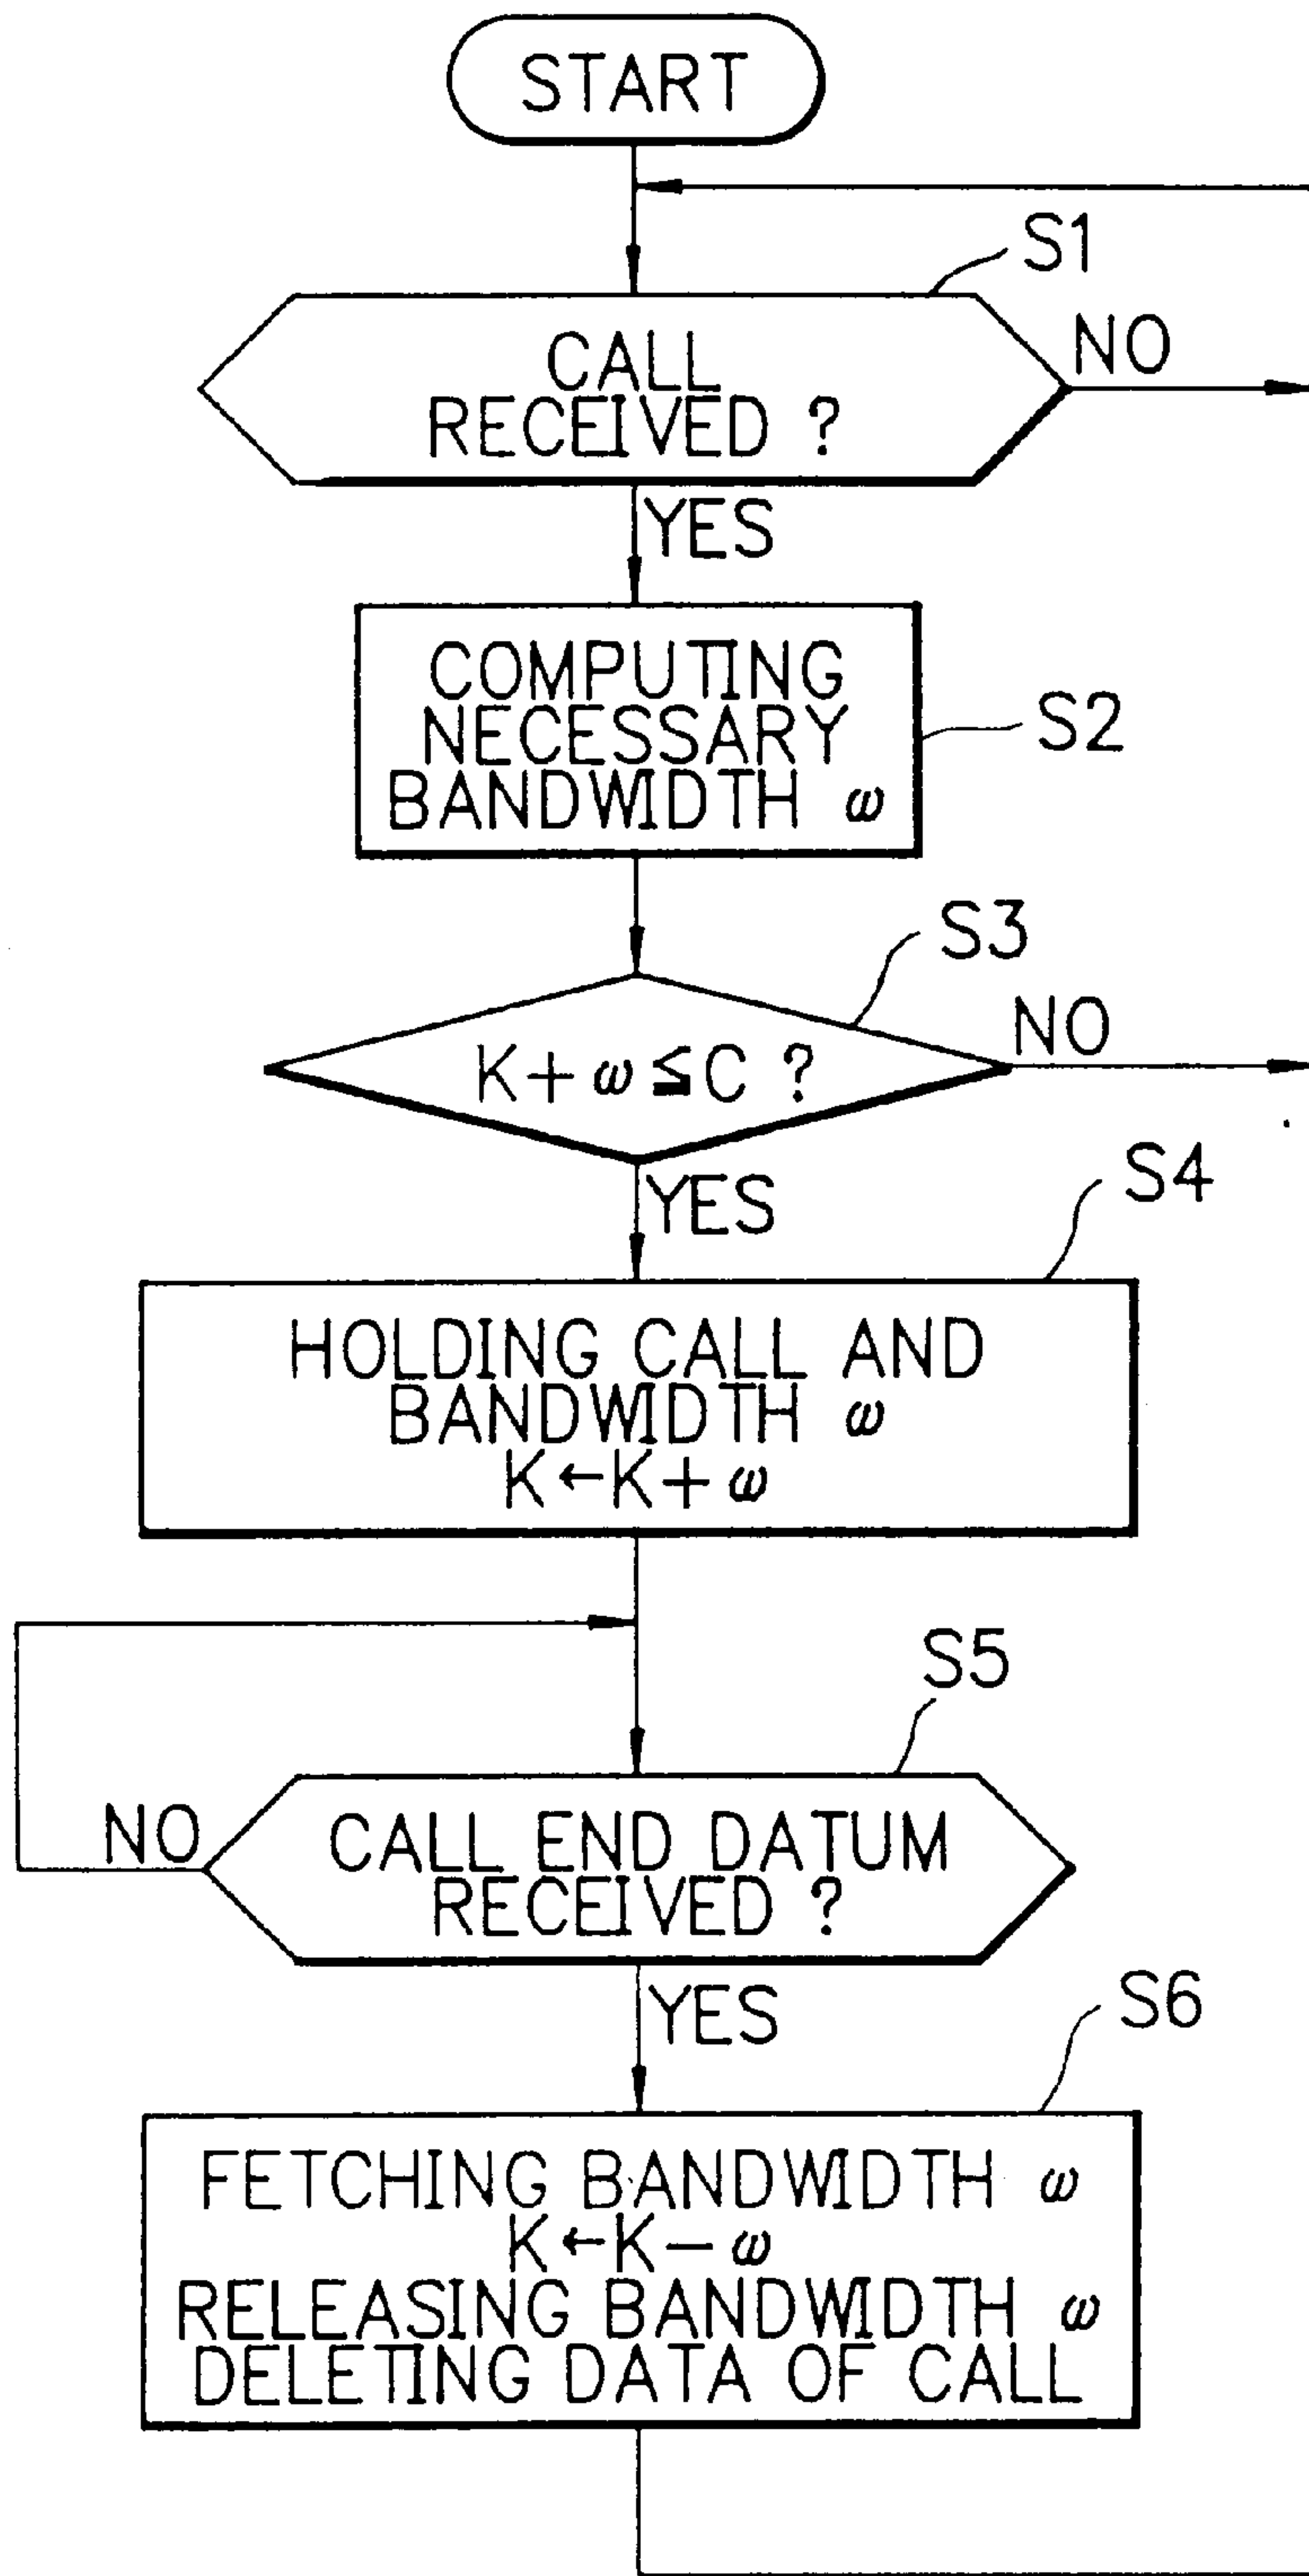 START
S1
CALL
RECEIVED ?
NO
YES
COMPUTING
NECESSARY
BANDWIDTH ω
S2
S3
K+ω≦C ?
NO
YES
S4
HOLDING CALL AND
BANDWIDTH ω
K←K+ω
S5
NO
CALL END DATUM
RECEIVED ?
YES
S6
FETCHING BANDWIDTH ω
K←K−ω
RELEASING BANDWIDTH ω
DELETING DATA OF CALL